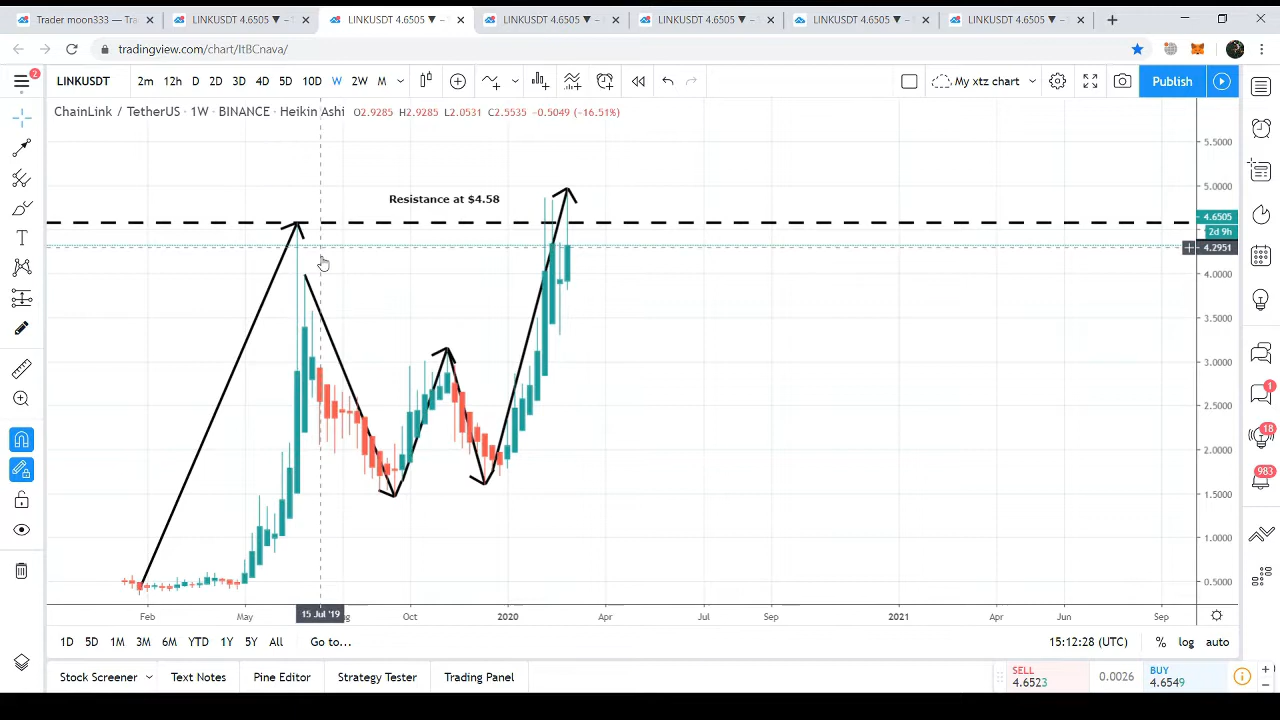 Trader moon333 — Tra
LINKUSDT 4.6505 ▼ –
LINKUSDT 4.6505 ▼ –
LINKUSDT 4.6505 ▼ –
LINKUSDT 4.6505 ▼ –
LINKUSDT 4.6505 ▼ –
LINKUSDT 4.6505 ▼ –
tradingview.com/chart/ItBCnava/
2
LINKUSDT 2m 12h D 2D 3D 4D 5D 10D W 2W M My xtz chart Publish
ChainLink / TetherUS · 1W · BINANCE · Heikin Ashi O2.9285 H2.9285 L2.0531 C2.5535 -0.5049 (-16.51%)
5.5000
Resistance at $4.58
5.0000
4.6505
2d 9h
4.2951
4.0000
3.5000
3.0000
2.5000
2.0000
1.5000
1.0000
0.5000
1
18
983
Feb May 15 Jul '19 Oct 2020 Apr Jul Sep 2021 Apr Jun Sep
1D 5D 1M 3M 6M YTD 1Y 5Y All Go to... 15:12:28 (UTC) % log auto
Stock Screener Text Notes Pine Editor Strategy Tester Trading Panel
SELL
4.6523
0.0026
BUY
4.6549